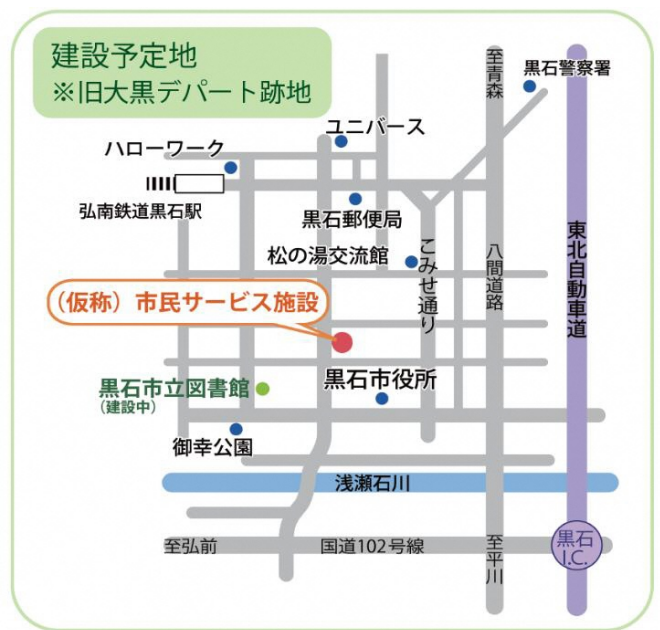 建設予定地
※旧大黒デパート跡地
至青森
黒石警察署
ユニバース
ハローワーク
弘南鉄道黒石駅
黒石郵便局
松の湯交流館
こみせ通り
八間道路
東北自動車道
（仮称）市民サービス施設
黒石市役所
黒石市立図書館
（建設中）
御幸公園
浅瀬石川
至弘前
国道102号線
至平川
黒石
I.C.